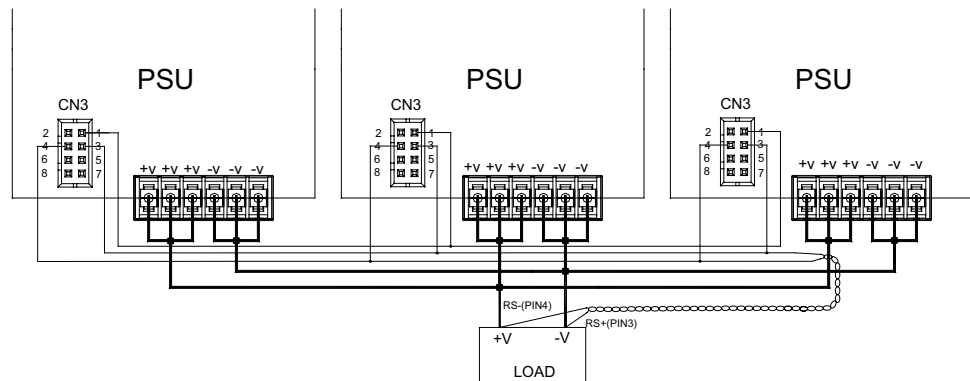 PSU
CN3
2 1
4 3
6 5
8 7
+V +V +V -V -V -V
PSU
CN3
2 1
4 3
6 5
8 7
+V +V +V -V -V -V
PSU
CN3
2 1
4 3
6 5
8 7
+V +V +V -V -V -V
RS-(PIN4)
RS+(PIN3)
+V -V
LOAD